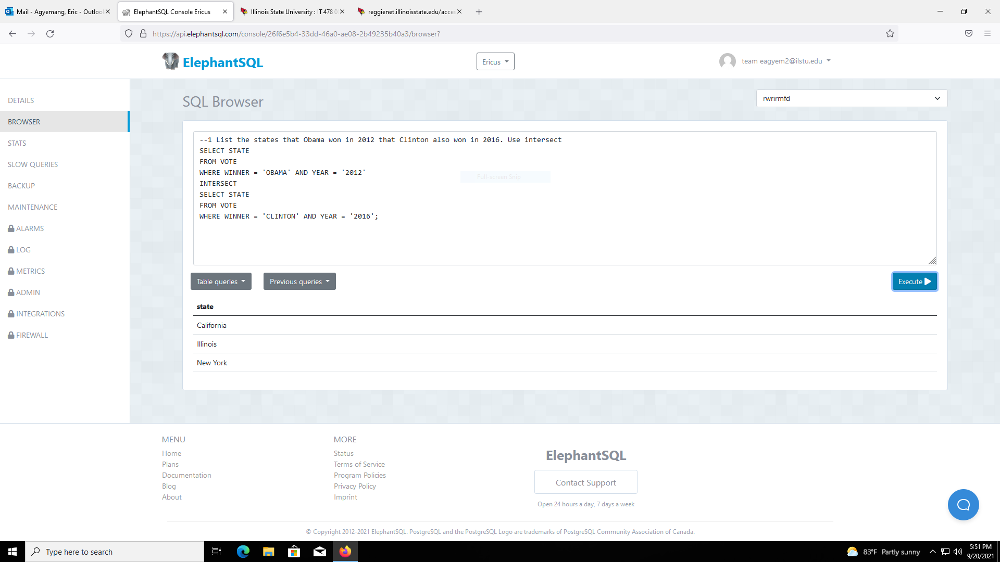 Mail - Agyemang, Eric - Outloo
ElephantSQL Console Ericus
Illinois State University : IT 478 0
reggienet.illinoisstate.edu/acce
https://api.elephantsql.com/console/26f6e5b4-33dd-46a0-ae08-2b49235b40a3/browser?
ElephantSQL
Ericus
team eagyem2@ilstu.edu
DETAILS
BROWSER
STATS
SLOW QUERIES
BACKUP
MAINTENANCE
ALARMS
LOG
METRICS
ADMIN
INTEGRATIONS
FIREWALL
SQL Browser
rwrirmfd
--1 List the states that Obama won in 2012 that Clinton also won in 2016. Use intersect
SELECT STATE
FROM VOTE
WHERE WINNER = 'OBAMA' AND YEAR = '2012'
INTERSECT
SELECT STATE
FROM VOTE
WHERE WINNER = 'CLINTON' AND YEAR = '2016';
Full-screen Snip
Table queries
Previous queries
Execute
state
California
Illinois
New York
MENU
Home
Plans
Documentation
Blog
About
MORE
Status
Terms of Service
Program Policies
Privacy Policy
Imprint
ElephantSQL
Contact Support
Open 24 hours a day, 7 days a week
© Copyright 2012-2021 ElephantSQL. PostgreSQL and the PostgreSQL Logo are trademarks of PostgreSQL Community Association of Canada.
Type here to search
83°F Partly sunny
5:51 PM
9/20/2021